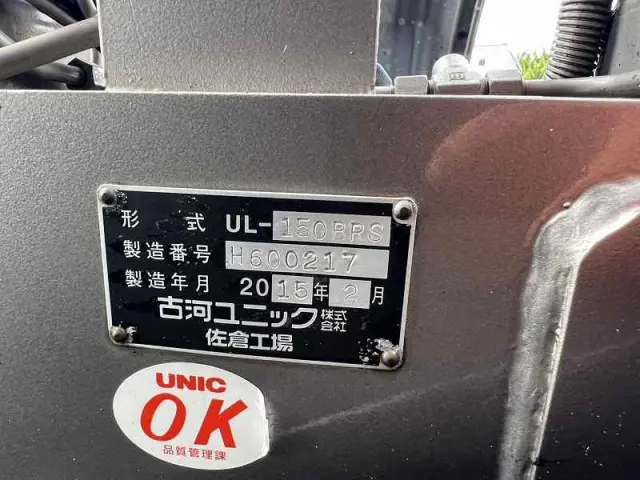 形式 UL-150BRS
製造番号 H600217
製造年月 2015年2月
古河ユニック株式会社
佐倉工場
UNIC
OK
品質管理課